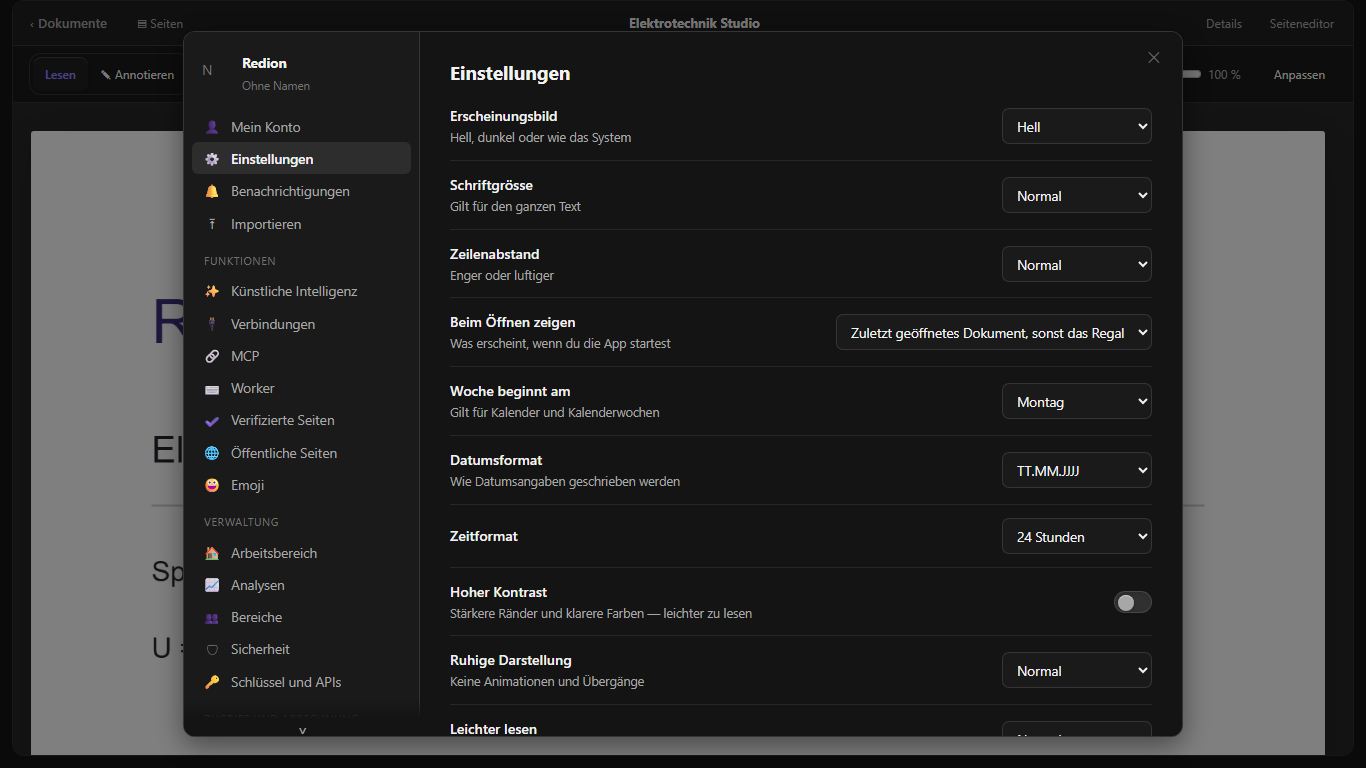 ‹ Dokumente
Seiten
Elektrotechnik Studio
Details
Seiteneditor
Lesen
Annotieren
100 %
Anpassen
N
Redion
Ohne Namen
Mein Konto
Einstellungen
Benachrichtigungen
Importieren
FUNKTIONEN
Künstliche Intelligenz
Verbindungen
MCP
Worker
Verifizierte Seiten
Öffentliche Seiten
Emoji
VERWALTUNG
Arbeitsbereich
Analysen
Bereiche
Sicherheit
Schlüssel und APIs
Einstellungen
Erscheinungsbild
Hell, dunkel oder wie das System
Hell
Schriftgrösse
Gilt für den ganzen Text
Normal
Zeilenabstand
Enger oder luftiger
Normal
Beim Öffnen zeigen
Was erscheint, wenn du die App startest
Zuletzt geöffnetes Dokument, sonst das Regal
Woche beginnt am
Gilt für Kalender und Kalenderwochen
Montag
Datumsformat
Wie Datumsangaben geschrieben werden
TT.MM.JJJJ
Zeitformat
24 Stunden
Hoher Kontrast
Stärkere Ränder und klarere Farben — leichter zu lesen
Ruhige Darstellung
Keine Animationen und Übergänge
Normal
Leichter lesen
R
El
Sp
U =